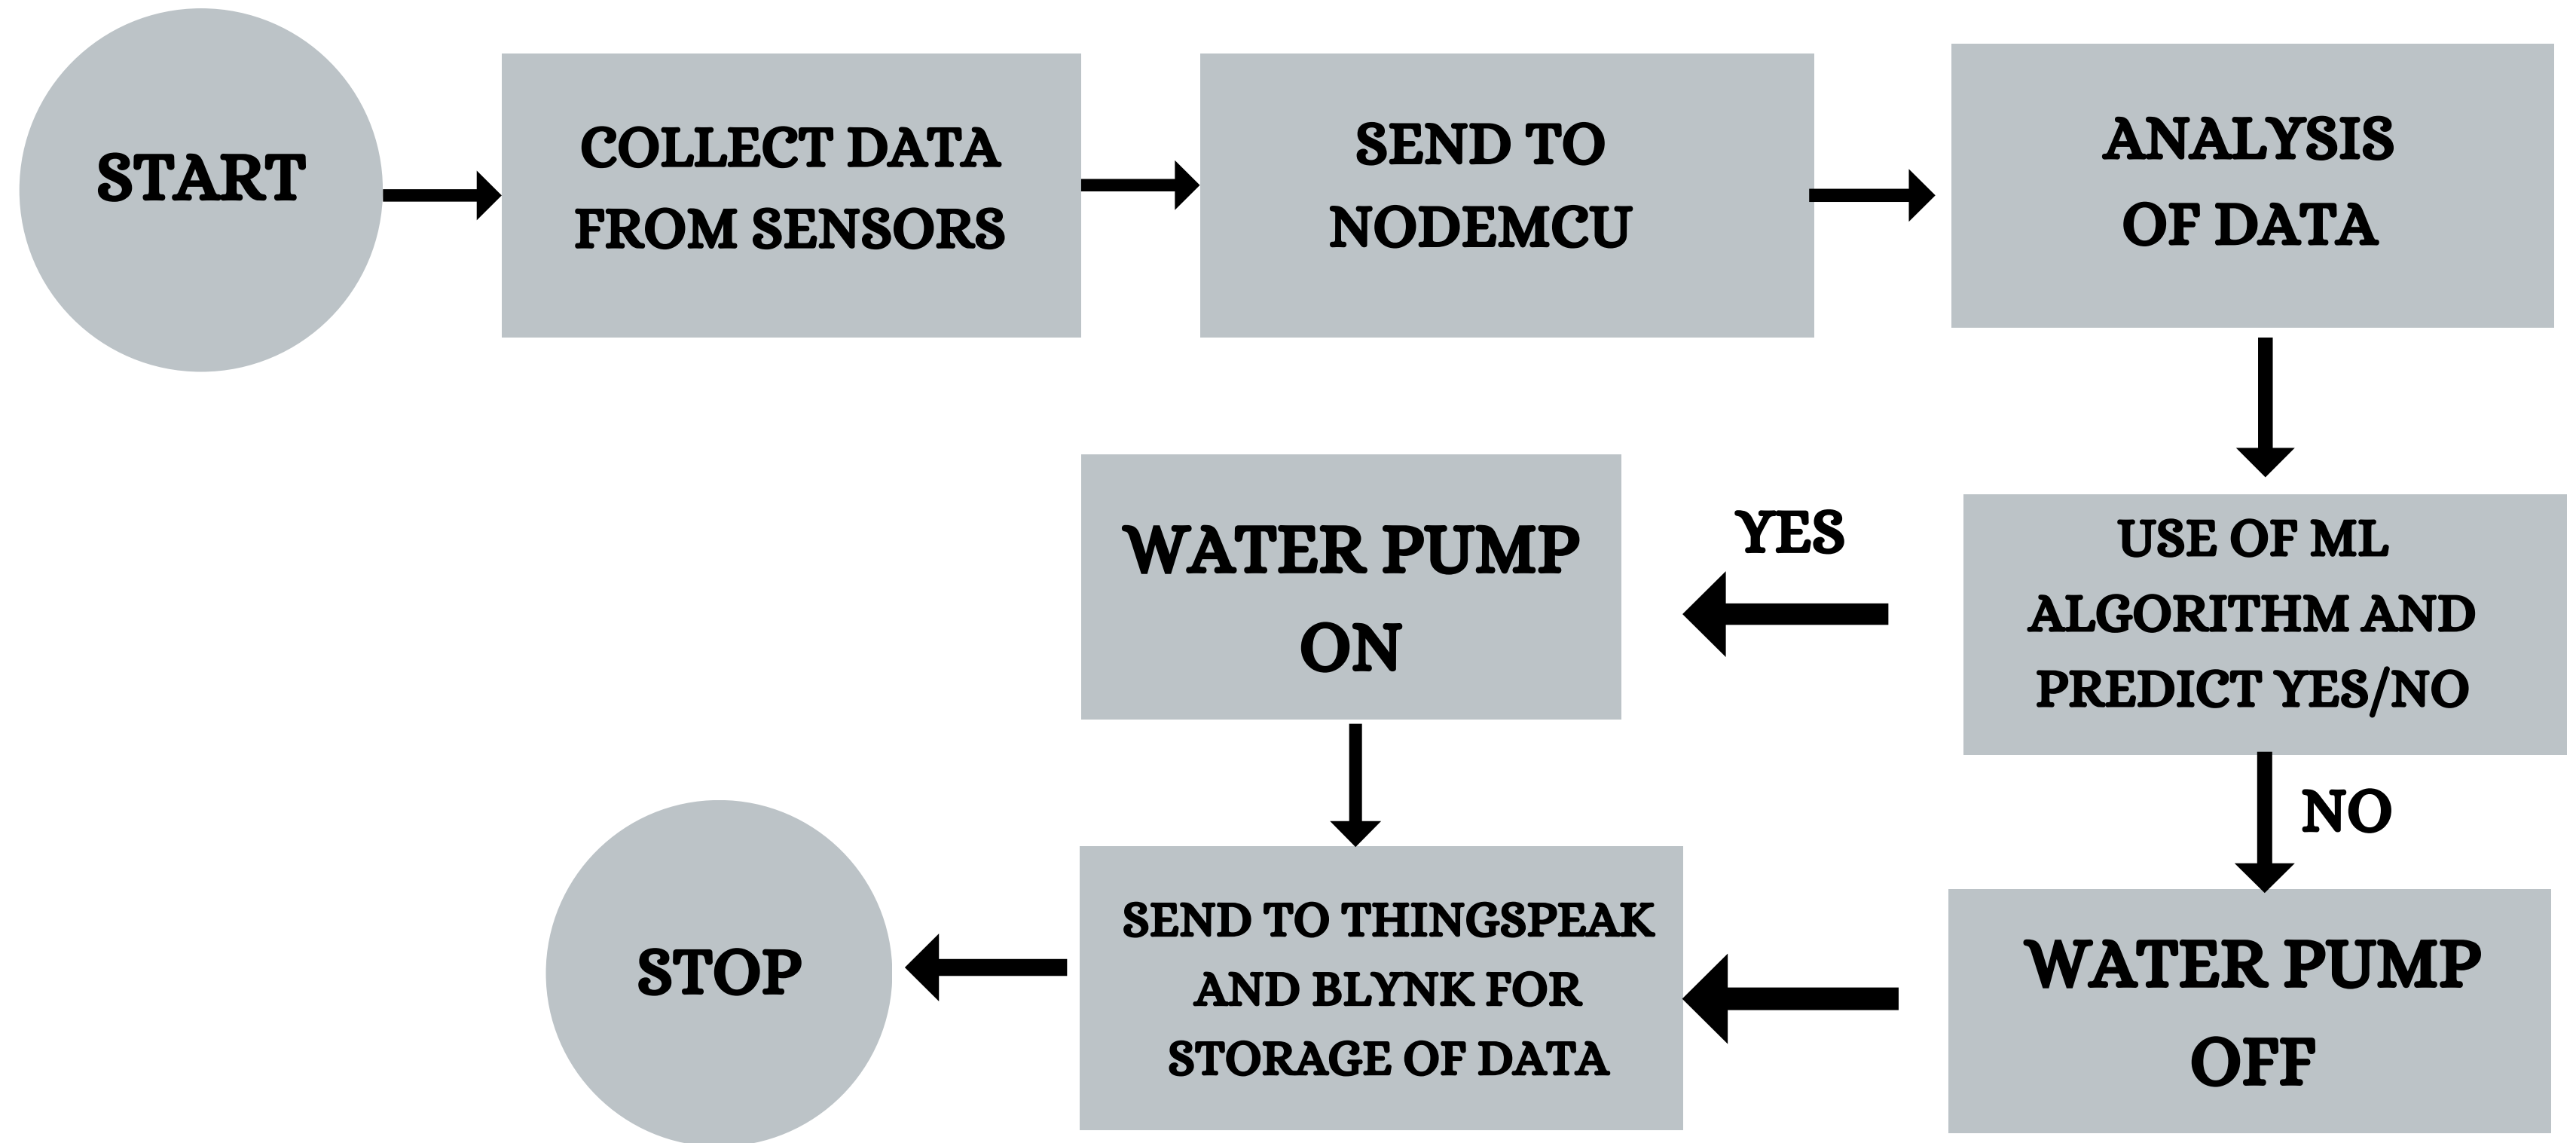 START
COLLECT DATA
FROM SENSORS
SEND TO
NODEMCU
ANALYSIS
OF DATA
USE OF ML
ALGORITHM AND
PREDICT YES/NO
YES
WATER PUMP
ON
NO
WATER PUMP
OFF
SEND TO THINGSPEAK
AND BLYNK FOR
STORAGE OF DATA
STOP